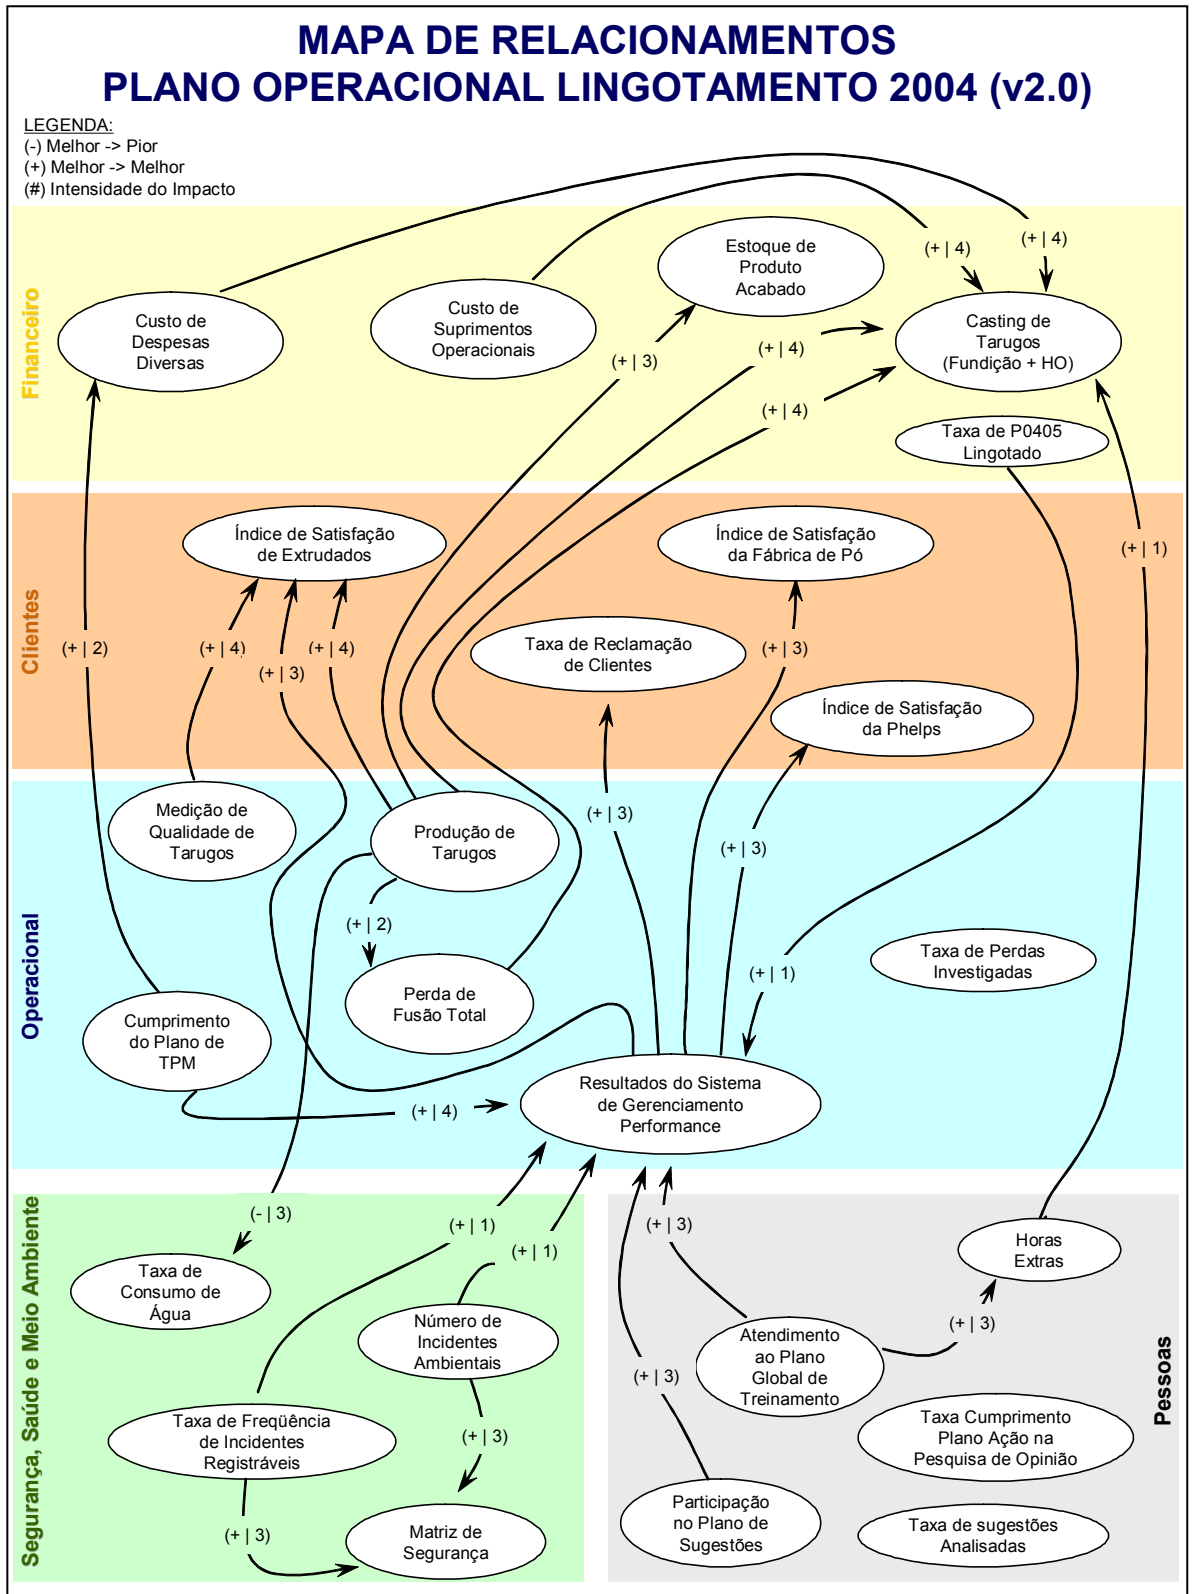 MAPA DE RELACIONAMENTOS
PLANO OPERACIONAL LINGOTAMENTO 2004 (v2.0)
LEGENDA:
(-) Melhor -> Pior
(+) Melhor -> Melhor
(#) Intensidade do Impacto
Financeiro
Custo de
Despesas
Diversas
Custo de
Suprimentos
Operacionais
Estoque de
Produto
Acabado
(+ | 4)
(+ | 4)
Casting de
Tarugos
(Fundição + HO)
(+ | 3)
(+ | 4)
(+ | 4)
Taxa de P0405
Lingotado
Clientes
Índice de Satisfação
de Extrudados
Índice de Satisfação
da Fábrica de Pó
(+ | 1)
(+ | 2)
(+ | 4)
(+ | 3)
(+ | 4)
Taxa de Reclamação
de Clientes
(+ | 3)
Índice de Satisfação
da Phelps
Operacional
Medição de
Qualidade de
Tarugos
Produção de
Tarugos
(+ | 3)
(+ | 3)
(+ | 2)
Taxa de Perdas
Investigadas
(+ | 1)
Perda de
Fusão Total
Cumprimento
do Plano de
TPM
(+ | 4)
Resultados do Sistema
de Gerenciamento
Performance
Segurança, Saúde e Meio Ambiente
(- | 3)
(+ | 1)
(+ | 1)
Taxa de
Consumo de
Água
Número de
Incidentes
Ambientais
Taxa de Freqüência
de Incidentes
Registráveis
(+ | 3)
(+ | 3)
Matriz de
Segurança
Pessoas
(+ | 3)
Horas
Extras
(+ | 3)
Atendimento
ao Plano
Global de
Treinamento
(+ | 3)
Taxa Cumprimento
Plano Ação na
Pesquisa de Opinião
Participação
no Plano de
Sugestões
Taxa de sugestões
Analisadas